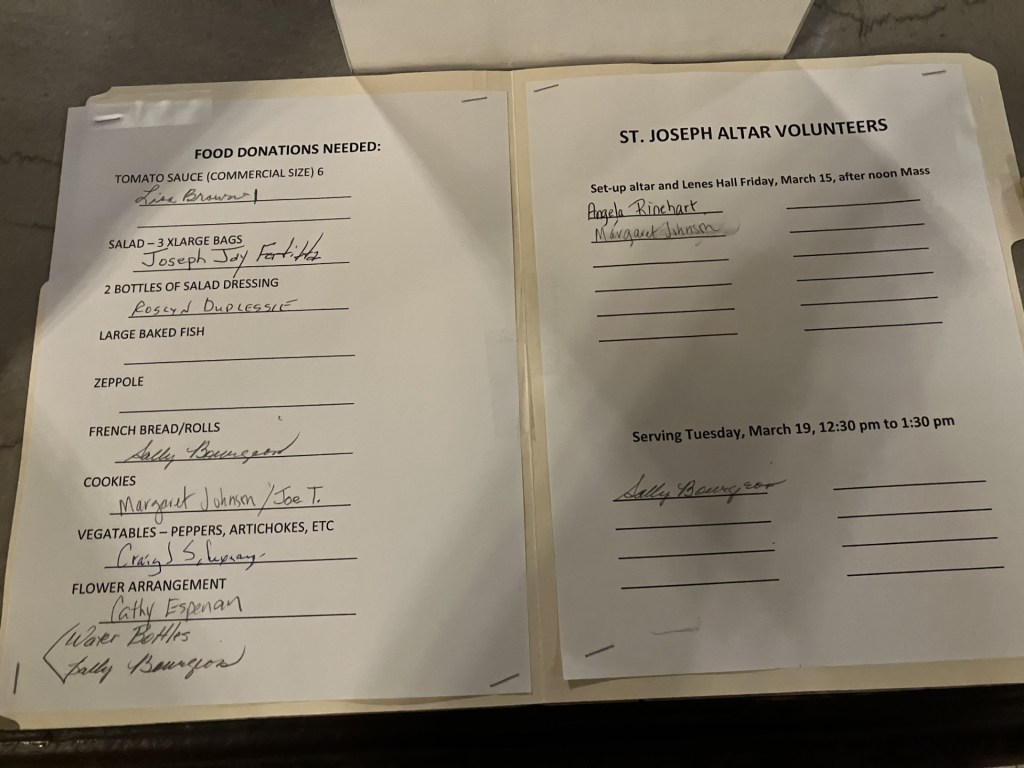 FOOD DONATIONS NEEDED:
TOMATO SAUCE (COMMERCIAL SIZE) 6
Lisa Brown 1
SALAD – 3 XLARGE BAGS
Joseph Jay
2 BOTTLES OF SALAD DRESSING
Roslyn Duplessie
LARGE BAKED FISH
ZEPPOLE
FRENCH BREAD/ROLLS
Sally Bourgeois
COOKIES
Margaret Johnson / Joe T.
VEGATABLES – PEPPERS, ARTICHOKES, ETC
Craig
FLOWER ARRANGEMENT
Cathy Espenan
Water Bottles
Sally Bourgeois
ST. JOSEPH ALTAR VOLUNTEERS
Set-up altar and Lenes Hall Friday, March 15, after noon Mass
Angela Rinehart
Margaret Johnson
Serving Tuesday, March 19, 12:30 pm to 1:30 pm
Sally Bourgeois